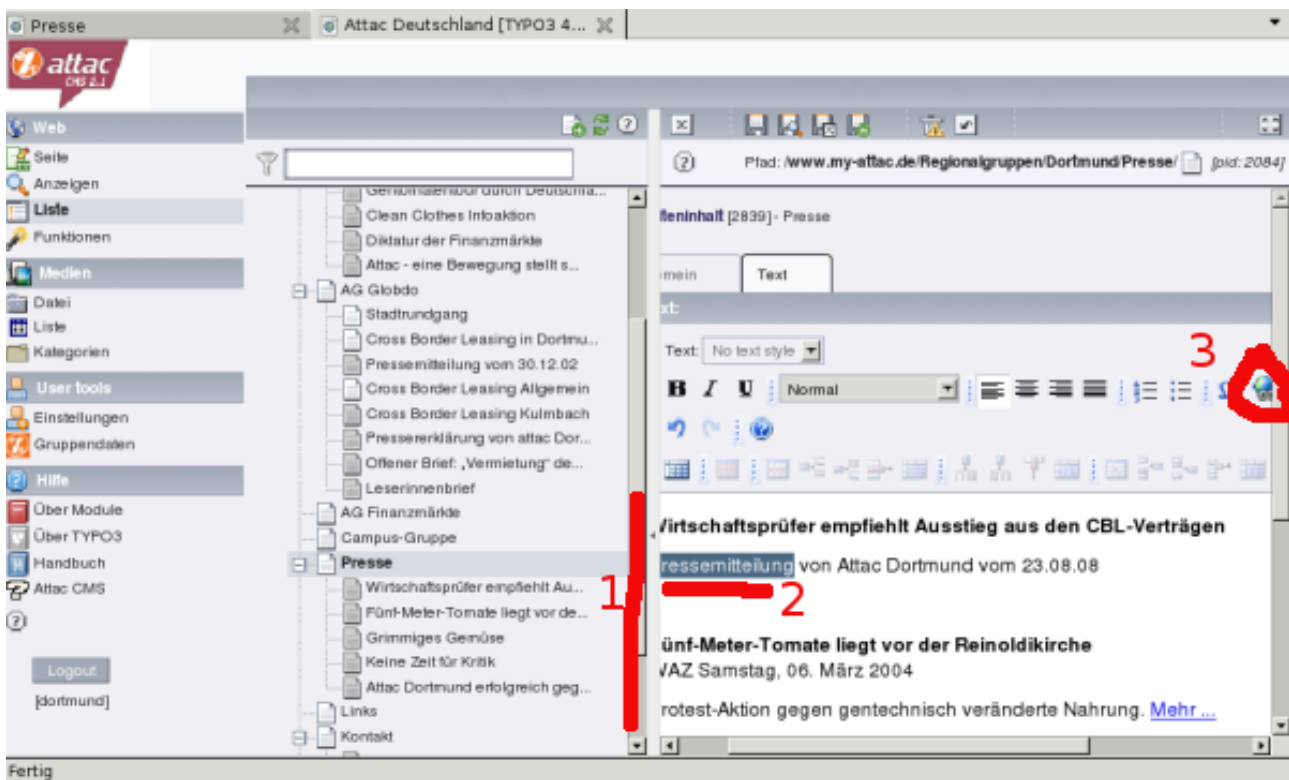 Presse
Attac Deutschland [TYPO3 4...
attac
CMS 2.1
Web
Seite
Anzeigen
Liste
Funktionen
Medien
Datei
Liste
Kategorien
User tools
Einstellungen
Gruppendaten
Hilfe
Über Module
Über TYPO3
Handbuch
Attac CMS
Logout
[dortmund]
Clean Clothes Infoaktion
Diktatur der Finanzmärkte
Attac - eine Bewegung stellt s...
AG Globdo
Stadtrundgang
Cross Border Leasing in Dortmu...
Pressemitteilung vom 30.12.02
Cross Border Leasing Allgemein
Cross Border Leasing Kulmbach
Pressererklärung von attac Dor...
Offener Brief: „Vermietung" de...
Leserinnenbrief
AG Finanzmärkte
Campus-Gruppe
Presse
Wirtschaftsprüfer empfiehlt Au...
Fünf-Meter-Tomate liegt vor de...
Grimmiges Gemüse
Keine Zeit für Kritik
Attac Dortmund erfolgreich geg...
Links
Kontakt
1
Pfad: /www.my-attac.de/Regionalgruppen/Dortmund/Presse/ [pid: 2084]
teninhalt [2839] - Presse
mein
Text
xt:
Text: No text style
3
B I U Normal
Wirtschaftsprüfer empfiehlt Ausstieg aus den CBL-Verträgen
ressemitteilung von Attac Dortmund vom 23.08.08
2
ünf-Meter-Tomate liegt vor der Reinoldikirche
WAZ Samstag, 06. März 2004
rotest-Aktion gegen gentechnisch veränderte Nahrung. Mehr ...
Fertig